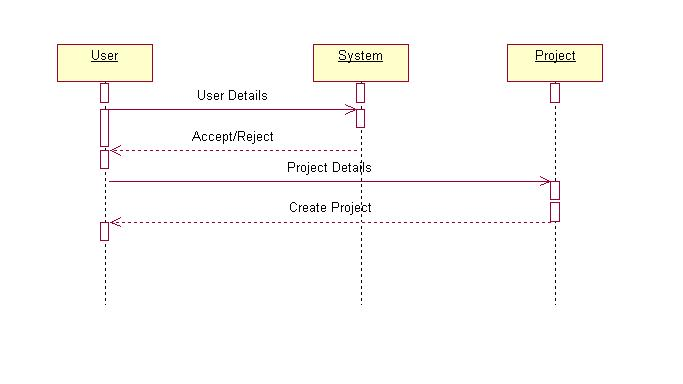 User
System
Project
User Details
Accept/Reject
Project Details
Create Project